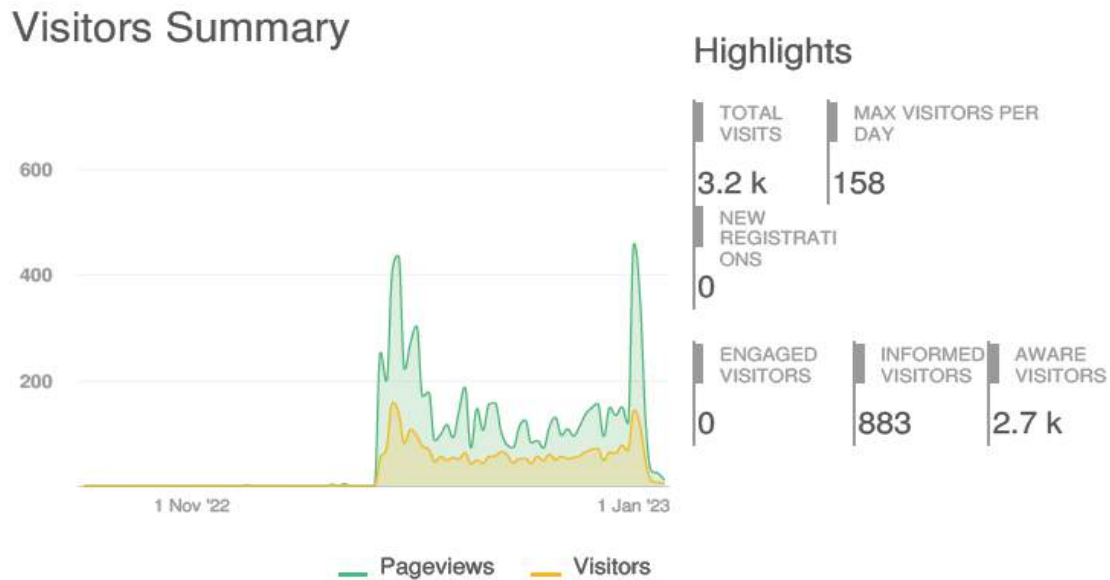 Visitors Summary
Highlights
TOTAL
VISITS
3.2 k
MAX VISITORS PER
DAY
158
NEW
REGISTRATI
ONS
0
ENGAGED
VISITORS
0
INFORMED
VISITORS
883
AWARE
VISITORS
2.7 k
600
400
200
1 Nov '22
1 Jan '23
Pageviews
Visitors